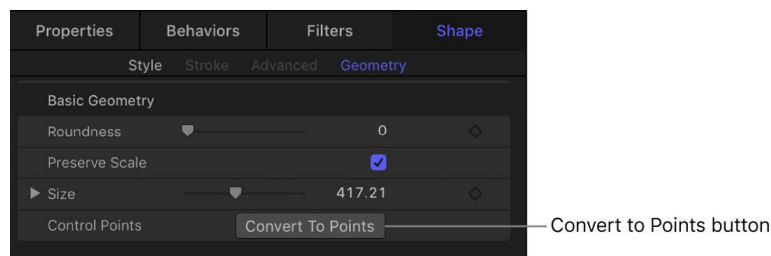 Properties Behaviors Filters Shape
Style Stroke Advanced Geometry
Basic Geometry
Roundness 0
Preserve Scale
Size 417.21
Control Points Convert To Points Convert to Points button